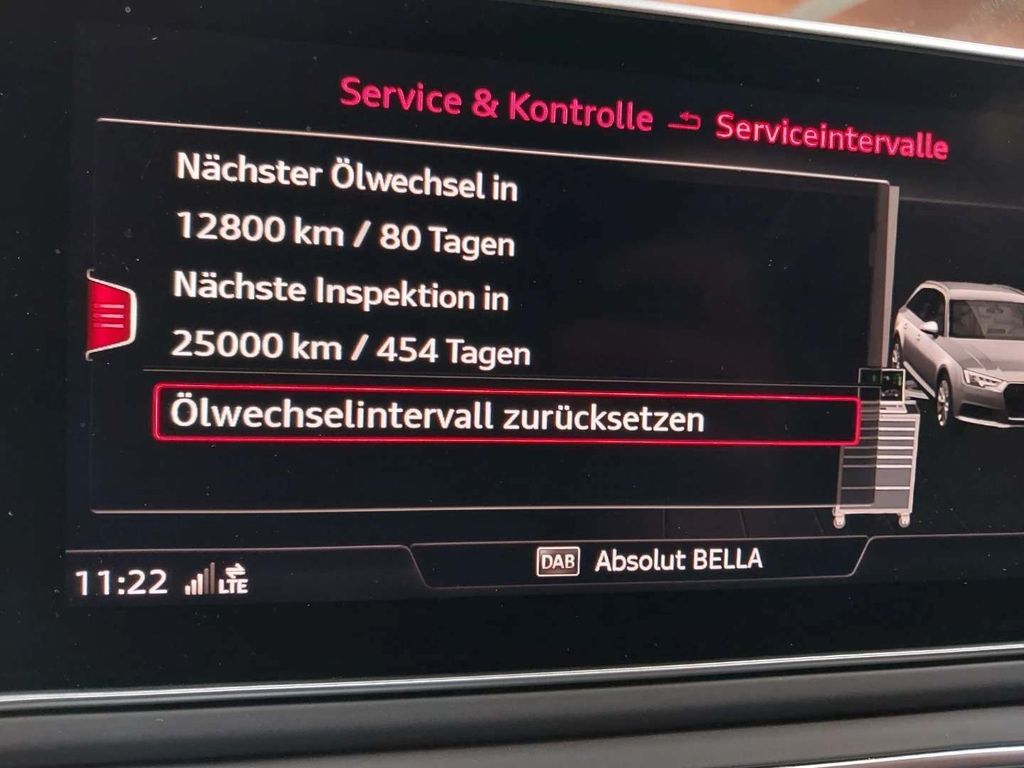 Service & Kontrolle Serviceintervalle
Nächster Ölwechsel in
12800 km / 80 Tagen
Nächste Inspektion in
25000 km / 454 Tagen
Ölwechselintervall zurücksetzen
DAB Absolut BELLA
11:22 LTE